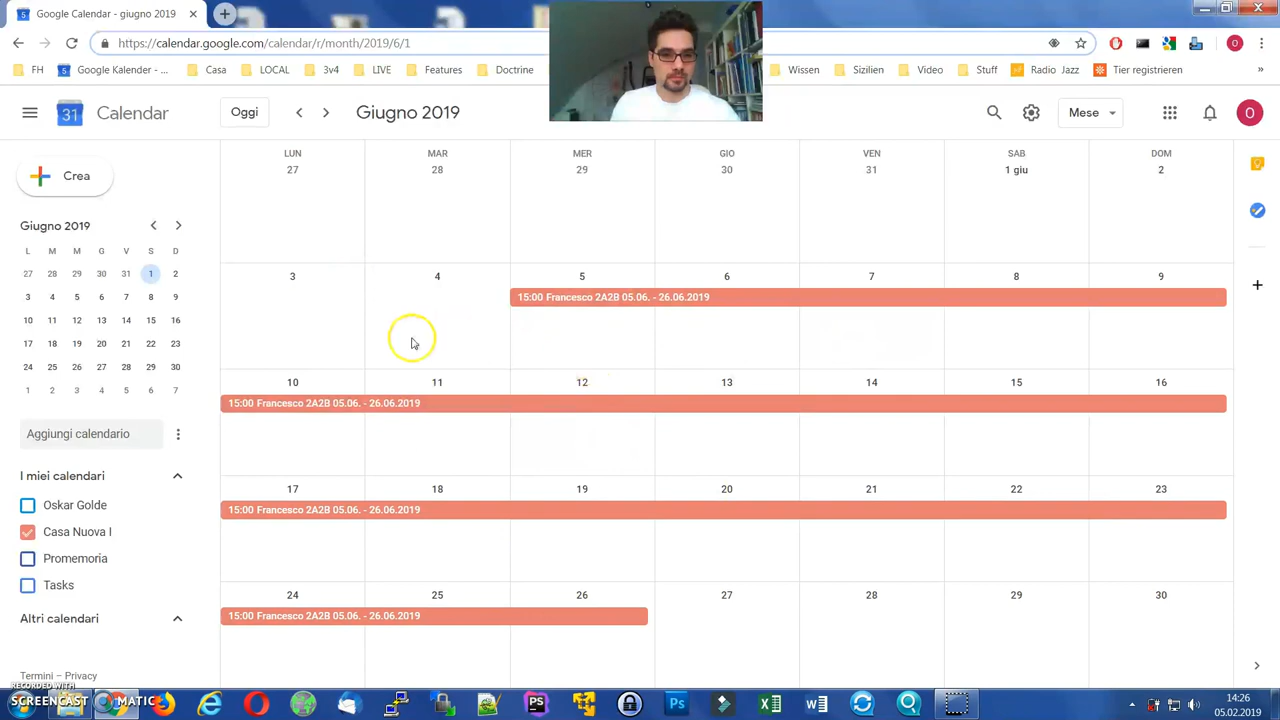 Google Calendar - giugno 2019
https://calendar.google.com/calendar/r/month/2019/6/1
FH
Google Kalender - ...
Casa
LOCAL
3v4
LIVE
Features
Doctrine
Wissen
Sizilien
Video
Stuff
Radio Jazz
Tier registrieren
»
31
Calendar
Oggi
Giugno 2019
Mese
O
Crea
LUN
MAR
MER
GIO
VEN
SAB
DOM
27
28
29
30
31
1 giu
2
Giugno 2019
L M M G V S D
27 28 29 30 31 1 2
3 4 5 6 7 8 9
10 11 12 13 14 15 16
17 18 19 20 21 22 23
24 25 26 27 28 29 30
1 2 3 4 5 6 7
3 4 5 6 7 8 9
15:00 Francesco 2A2B 05.06. - 26.06.2019
10 11 12 13 14 15 16
15:00 Francesco 2A2B 05.06. - 26.06.2019
17 18 19 20 21 22 23
15:00 Francesco 2A2B 05.06. - 26.06.2019
24 25 26 27 28 29 30
15:00 Francesco 2A2B 05.06. - 26.06.2019
Aggiungi calendario
I miei calendari
Oskar Golde
Casa Nuova I
Promemoria
Tasks
Altri calendari
Termini – Privacy
RECORDED WITH
SCREENCAST MATIC
PS
Ps
14:26
05.02.2019